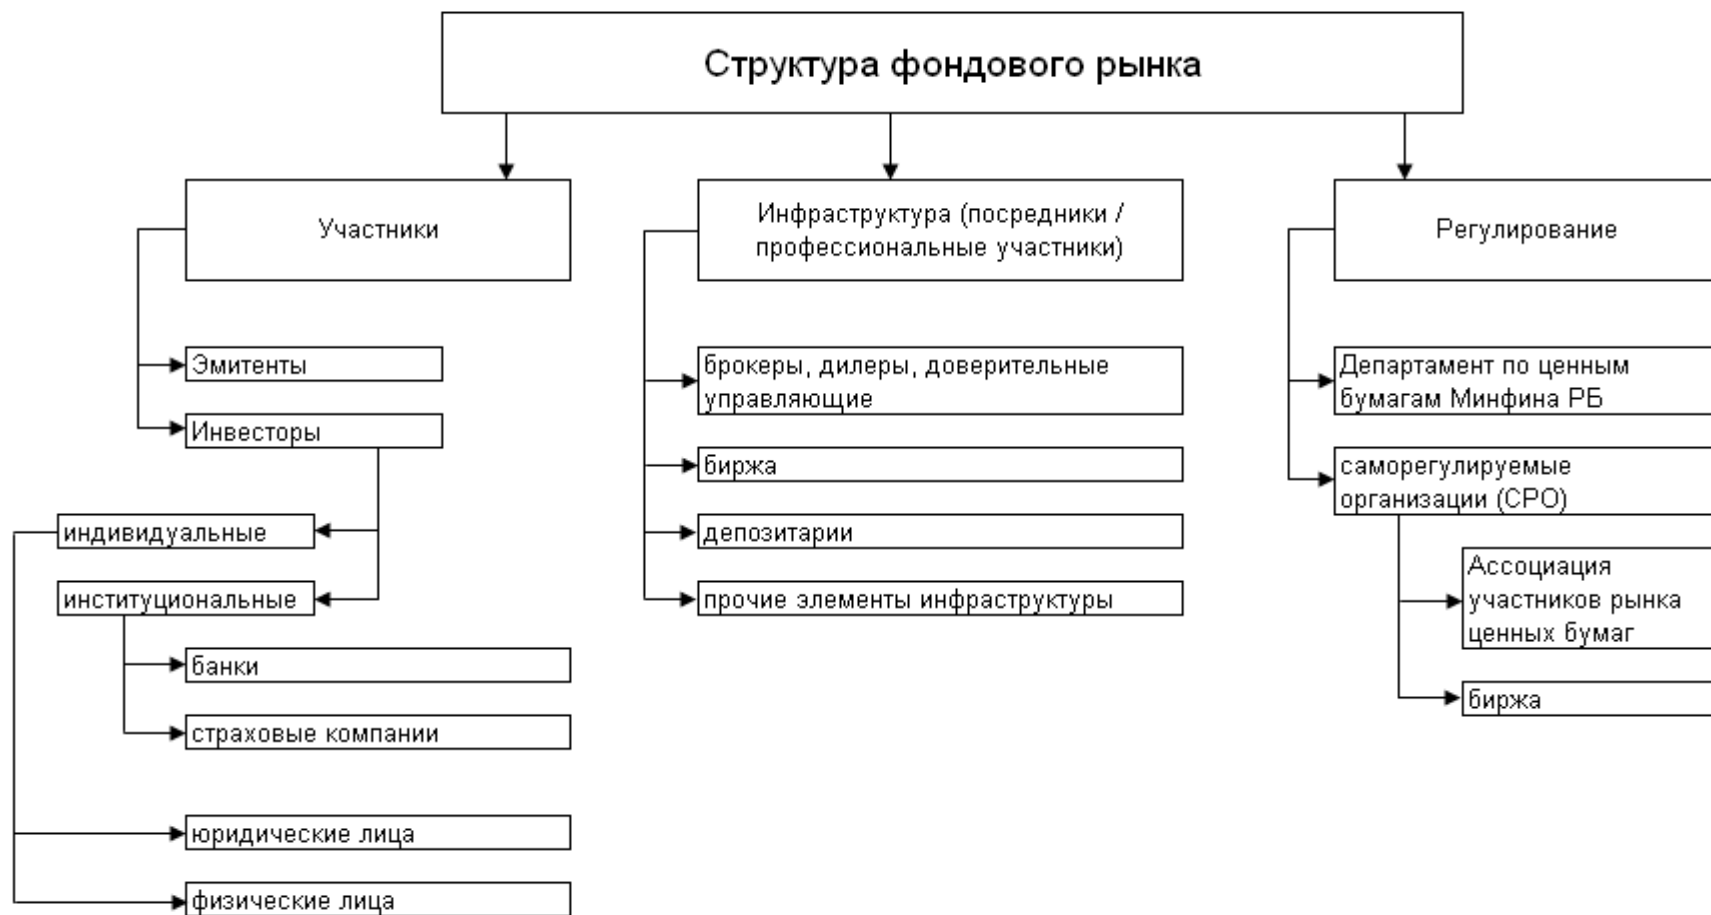 Структура фондового рынка
Участники
Инфраструктура (посредники /
профессиональные участники)
Регулирование
Эмитенты
Инвесторы
индивидуальные
институциональные
банки
страховые компании
юридические лица
физические лица
брокеры, дилеры, доверительные
управляющие
биржа
депозитарии
прочие элементы инфраструктуры
Департамент по ценным
бумагам Минфина РБ
саморегулируемые
организации (СРО)
Ассоциация
участников рынка
ценных бумаг
биржа